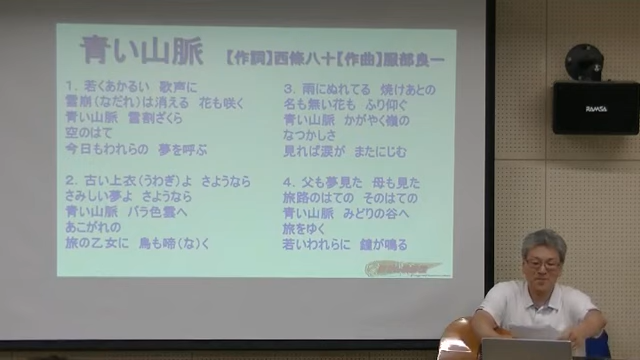 青い山脈 【作詞】西條八十【作曲】服部良一
1．若くあかるい 歌声に
雪崩（なだれ）は消える 花も咲く
青い山脈 雪割ざくら
空のはて
今日もわれらの 夢を呼ぶ
2．古い上衣（うわぎ）よ さようなら
さみしい夢よ さようなら
青い山脈 バラ色雲へ
あこがれの
旅の乙女に 鳥も啼（な）く
3．雨にぬれてる 焼けあとの
名も無い花も ふり仰ぐ
青い山脈 かがやく嶺の
なつかしさ
見れば涙が またにじむ
4．父も夢見た 母も見た
旅路のはての そのはての
青い山脈 みどりの谷へ
旅をゆく
若いわれらに 鐘が鳴る
RAMSA